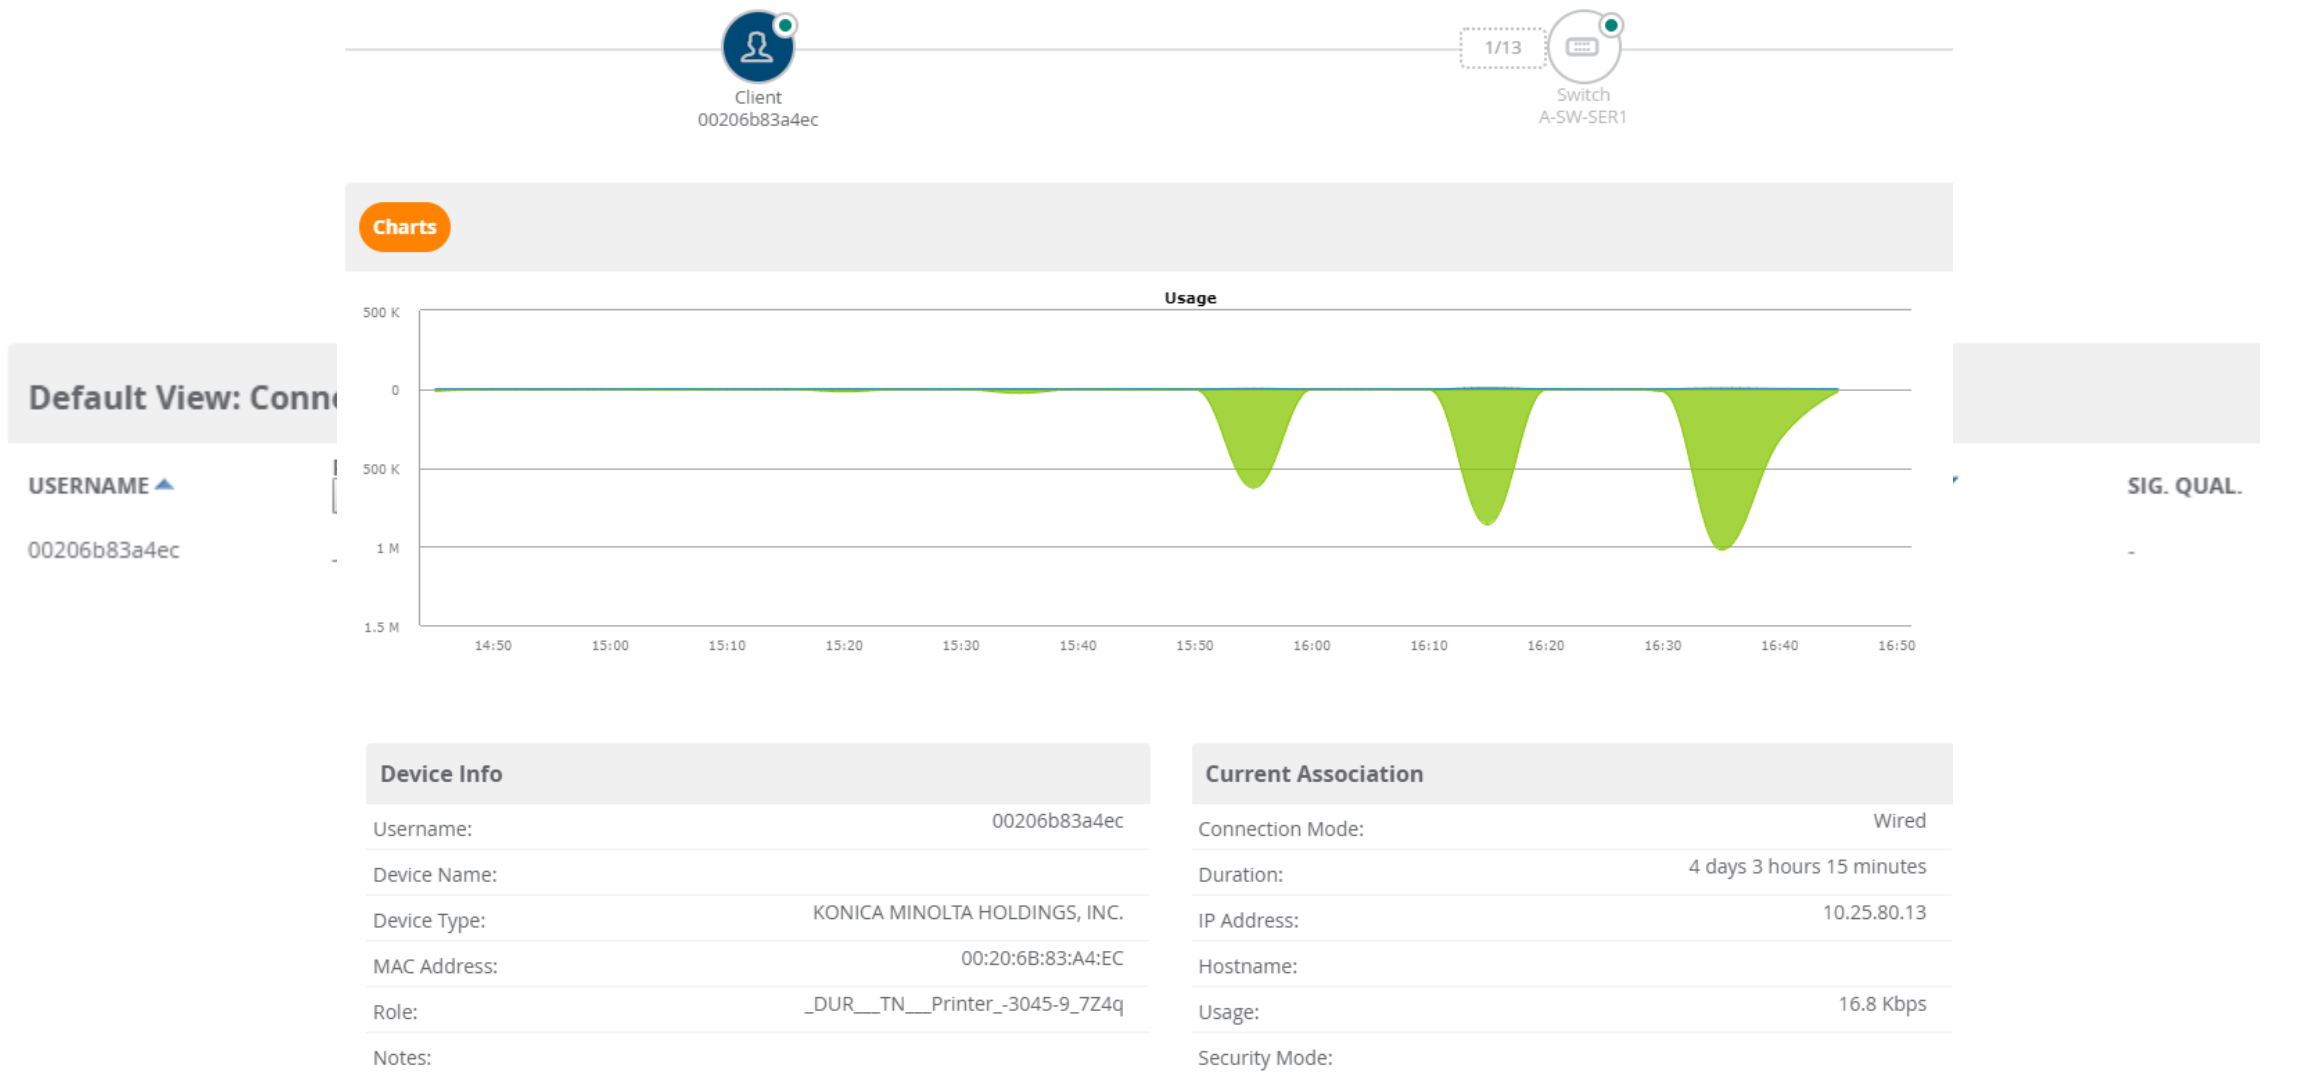 1/13
Client
00206b83a4ec
Switch
A-SW-SER1
Charts
Usage
500 K
0
500 K
1 M
1.5 M
14:50 15:00 15:10 15:20 15:30 15:40 15:50 16:00 16:10 16:20 16:30 16:40 16:50
Default View:
USERNAME SIG. QUAL.
00206b83a4ec -
Device Info
Username: 00206b83a4ec
Device Name:
Device Type: KONICA MINOLTA HOLDINGS, INC.
MAC Address: 00:20:6B:83:A4:EC
Role: _DUR___TN___Printer_-3045-9_7Z4q
Notes:
Current Association
Connection Mode: Wired
Duration: 4 days 3 hours 15 minutes
IP Address: 10.25.80.13
Hostname:
Usage: 16.8 Kbps
Security Mode: